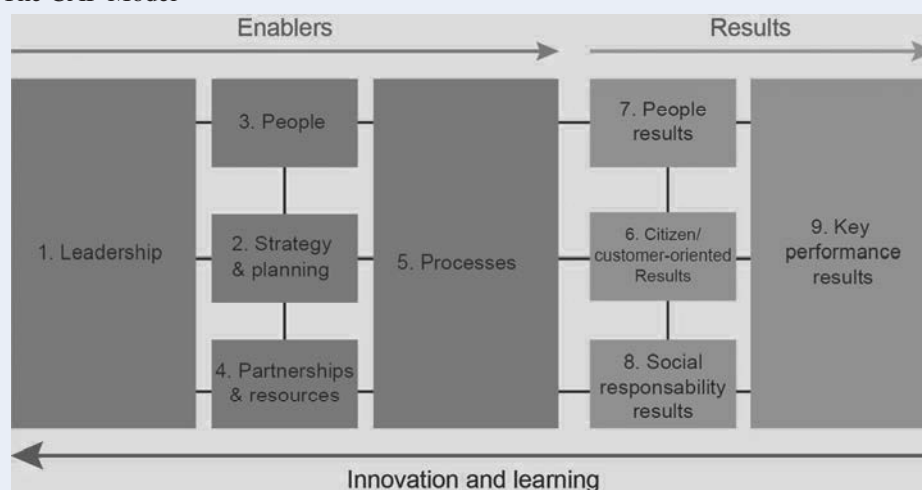 Enablers
Results
1. Leadership
3. People
2. Strategy
& planning
4. Partnerships
& resources
5. Processes
7. People
results
6. Citizen/
customer-oriented
Results
8. Social
responsability
results
9. Key
performance
results
Innovation and learning